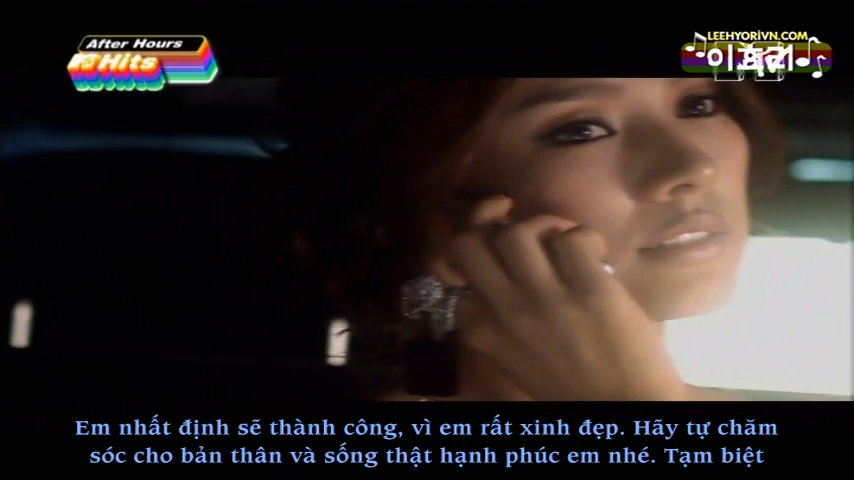 After Hours
Hits
LEEHYORIVN.COM
이효리
Em nhất định sẽ thành công, vì em rất xinh đẹp. Hãy tự chăm
sóc cho bản thân và sống thật hạnh phúc em nhé. Tạm biệt